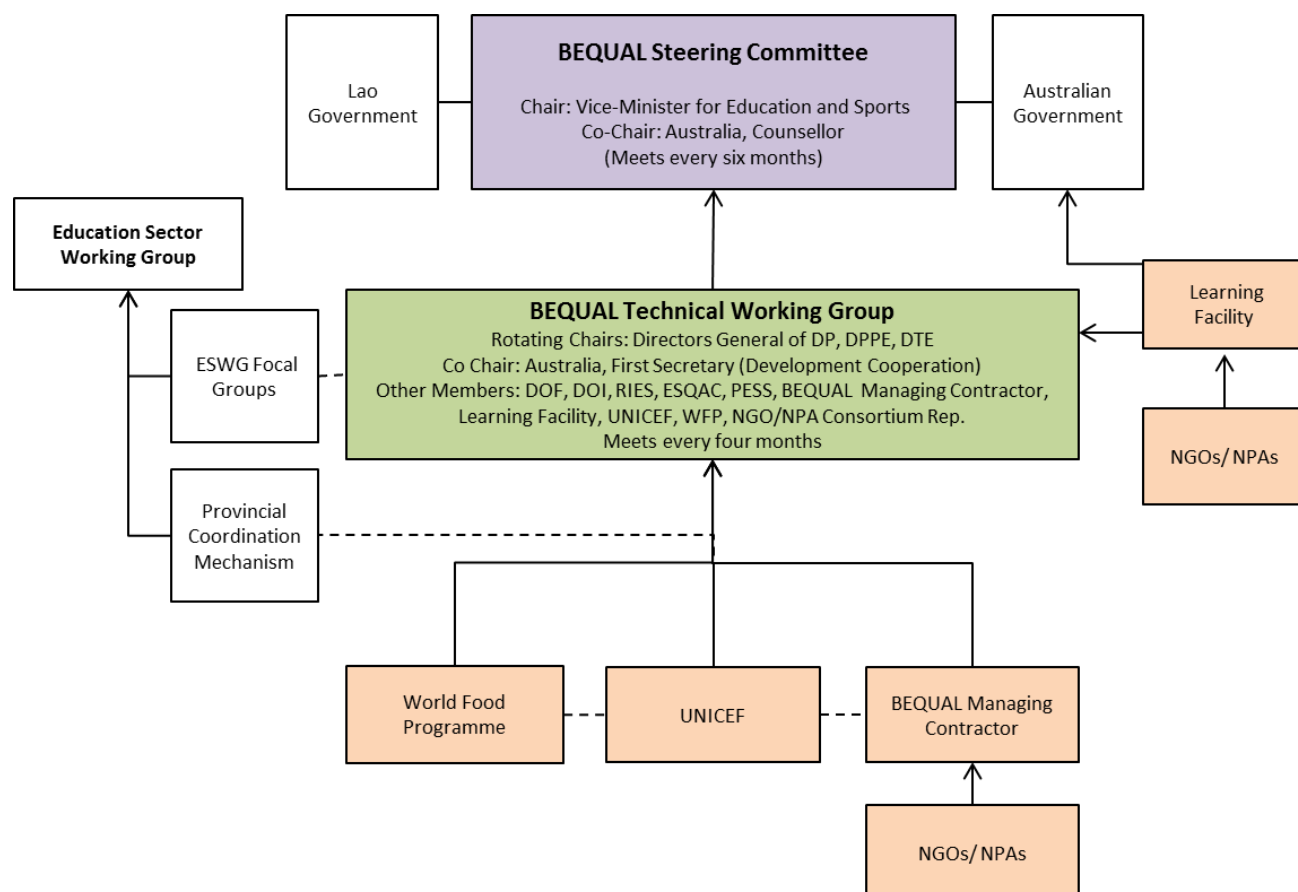 BEQUAL Steering Committee
Chair: Vice-Minister for Education and Sports
Co-Chair: Australia, Counsellor
(Meets every six months)
Lao
Government
Australian
Government
Education Sector
Working Group
BEQUAL Technical Working Group
Rotating Chairs: Directors General of DP, DPPE, DTE
Co Chair: Australia, First Secretary (Development Cooperation)
Other Members: DOF, DOI, RIES, ESQAC, PESS, BEQUAL Managing Contractor,
Learning Facility, UNICEF, WFP, NGO/NPA Consortium Rep.
Meets every four months
Learning
Facility
ESWG Focal
Groups
NGOs/ NPAs
Provincial
Coordination
Mechanism
World Food
Programme
UNICEF
BEQUAL Managing
Contractor
NGOs/ NPAs